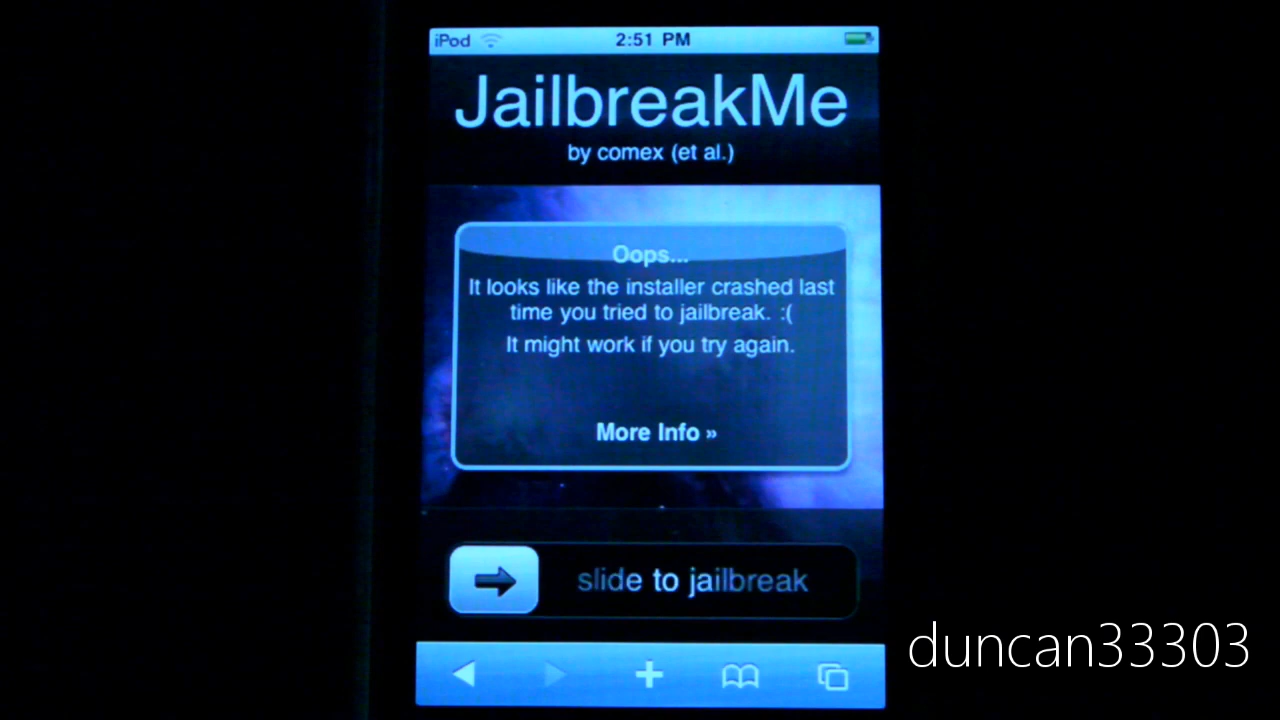 iPod
2:51 PM
JailbreakMe
by comex (et al.)
Oops...
It looks like the installer crashed last
time you tried to jailbreak. :(
It might work if you try again.
More Info »
slide to jailbreak
duncan33303